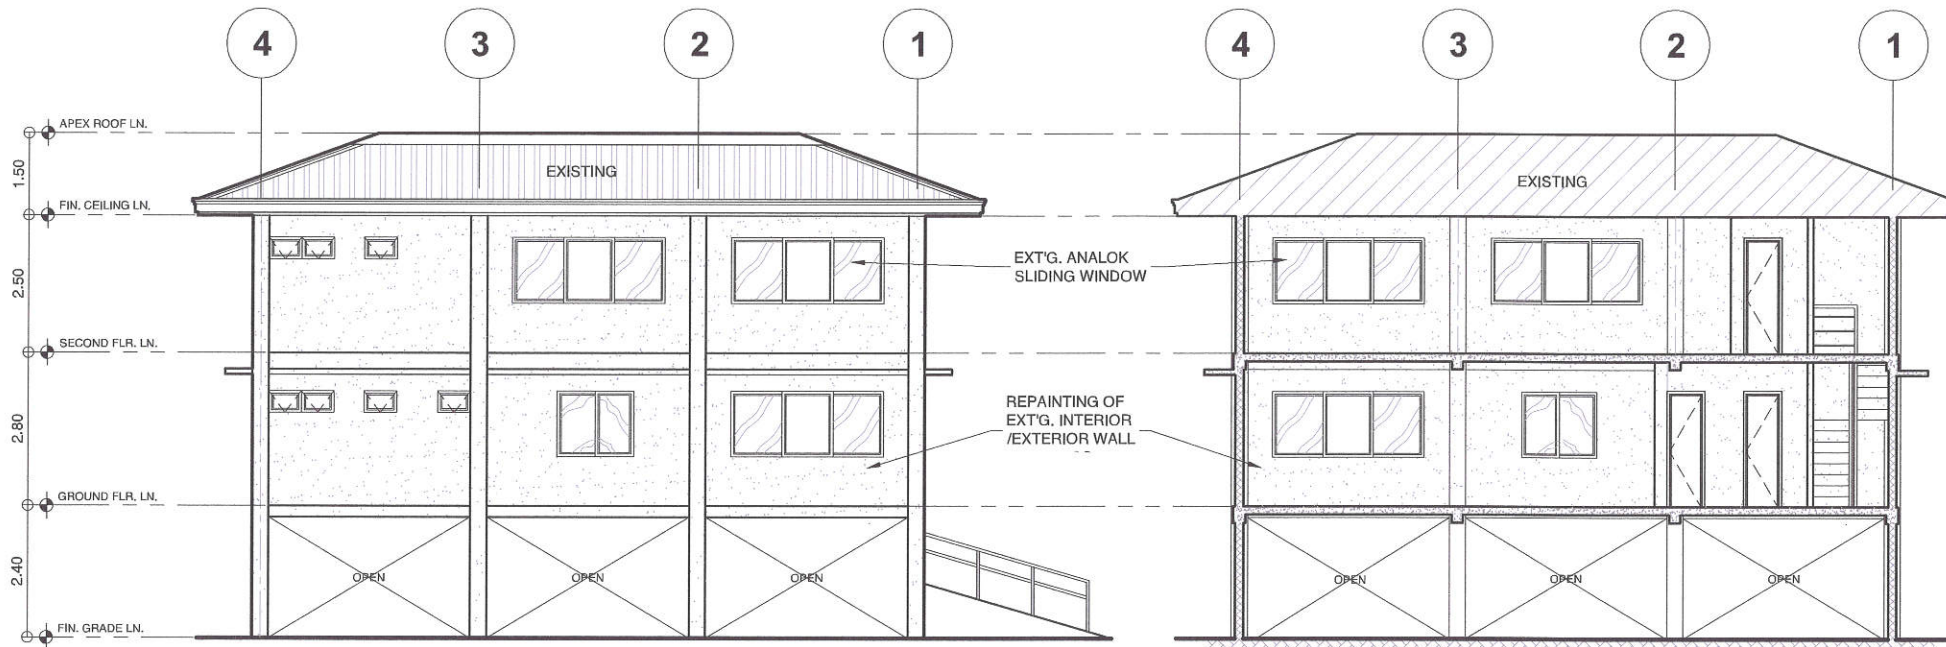 4 3 2 1 4 3 2 1
APEX ROOF LN.
1.50
EXISTING
EXISTING
FIN. CEILING LN.
2.50
EXT'G. ANALOK
SLIDING WINDOW
SECOND FLR. LN.
2.80
REPAINTING OF
EXT'G. INTERIOR
/EXTERIOR WALL
GROUND FLR. LN.
2.40
OPEN OPEN OPEN OPEN OPEN OPEN
FIN. GRADE LN.